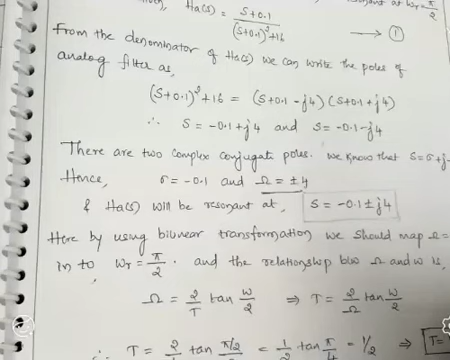 Ha(s) = S+0.1 / (S+0.1)²+16 → ①
From the denominator of Ha(s) we can write the poles of
analog filter as,
(S+0.1)²+16 = (S+0.1-j4) (S+0.1+j4)
∴ S = -0.1+j4 and S = -0.1-j4
There are two complex conjugate poles. we know that S = σ+j
Hence, σ = -0.1 and Ω = ±4
& Ha(s) will be resonant at, S = -0.1 ± j4
Here by using bilinear transformation we should map Ω =
in to ωr = π/2. and the relationship b/w Ω and ω is,
Ω = 2/T tan ω/2 ⇒ T = 2/Ω tan ω/2
∴ T = 2/ tan π/2/ = 1/2 tan π/4 = 1/2 ⇒ T =